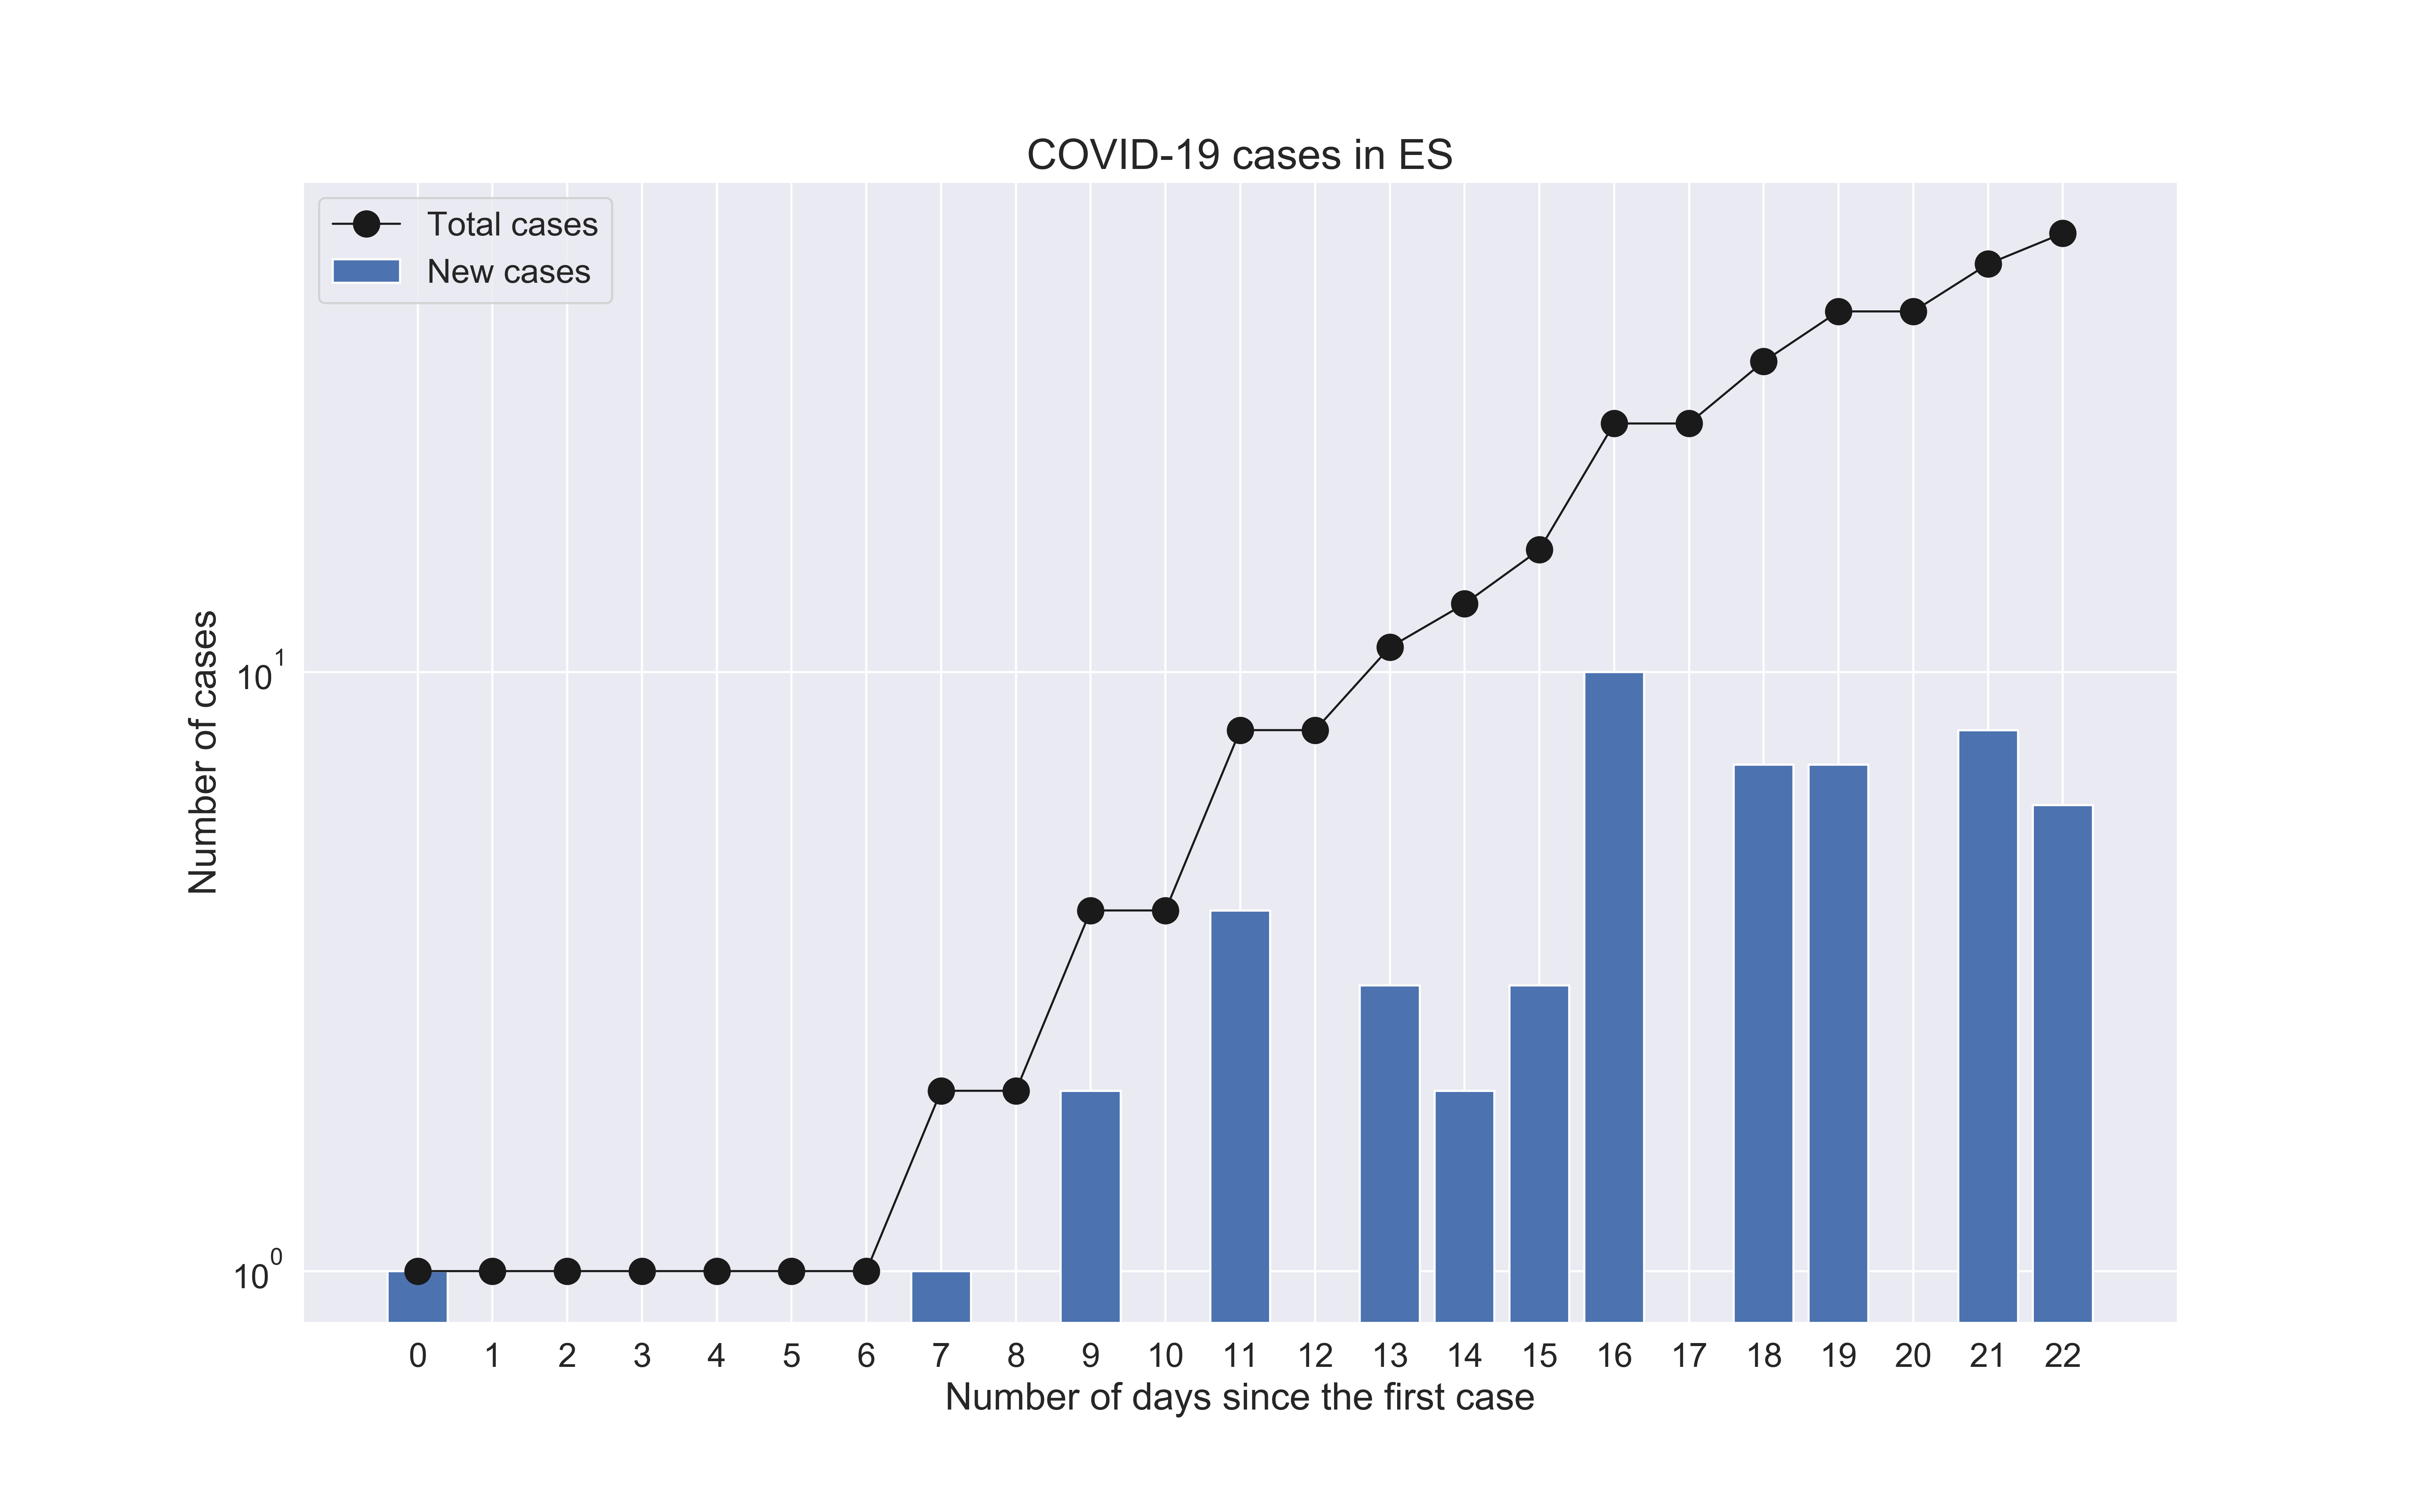 COVID-19 cases in ES
Total cases
New cases
Number of cases
10^1
10^0
0 1 2 3 4 5 6 7 8 9 10 11 12 13 14 15 16 17 18 19 20 21 22
Number of days since the first case